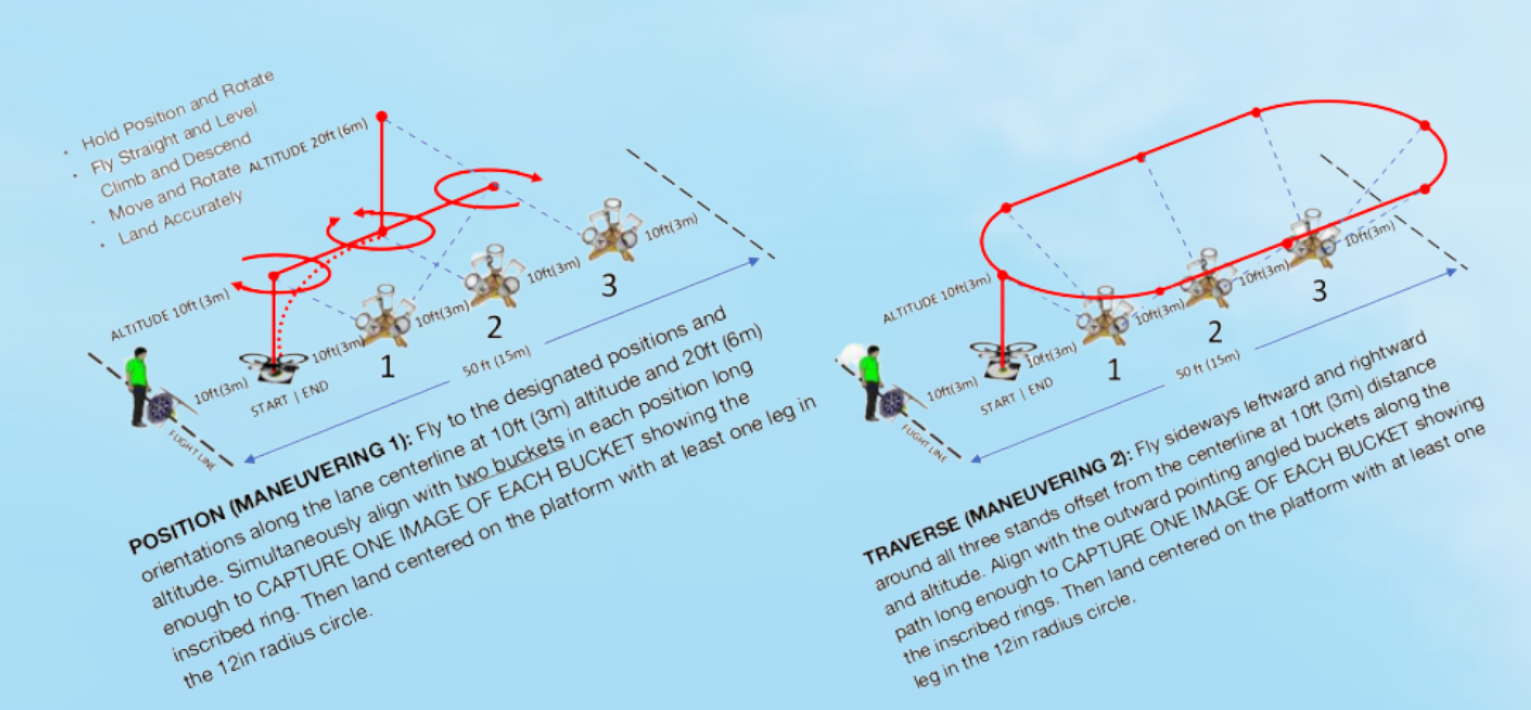 • Hold Position and Rotate
• Fly Straight and Level
Climb and Descend
• Move and Rotate
• Land Accurately
ALTITUDE 20ft (6m)
ALTITUDE 10ft (3m)
10ft(3m)
10ft(3m)
10ft(3m)
10ft(3m)
10ft(3m)
1
2
3
START | END
FLIGHT LINE
50 ft (15m)
POSITION (MANEUVERING 1): Fly to the designated positions and
orientations along the lane centerline at 10ft (3m) altitude and 20ft (6m)
altitude. Simultaneously align with two buckets in each position long
enough to CAPTURE ONE IMAGE OF EACH BUCKET showing the
inscribed ring. Then land centered on the platform with at least one leg in
the 12in radius circle.
ALTITUDE 10ft(3m)
10ft(3m)
10ft(3m)
10ft(3m)
10ft(3m)
10ft(3m)
1
2
3
START | END
FLIGHT LINE
50 ft (15m)
TRAVERSE (MANEUVERING 2): Fly sideways leftward and rightward
around all three stands offset from the centerline at 10ft (3m) distance
and altitude. Align with the outward pointing angled buckets along the
path long enough to CAPTURE ONE IMAGE OF EACH BUCKET showing
the inscribed rings. Then land centered on the platform with at least one
leg in the 12in radius circle.